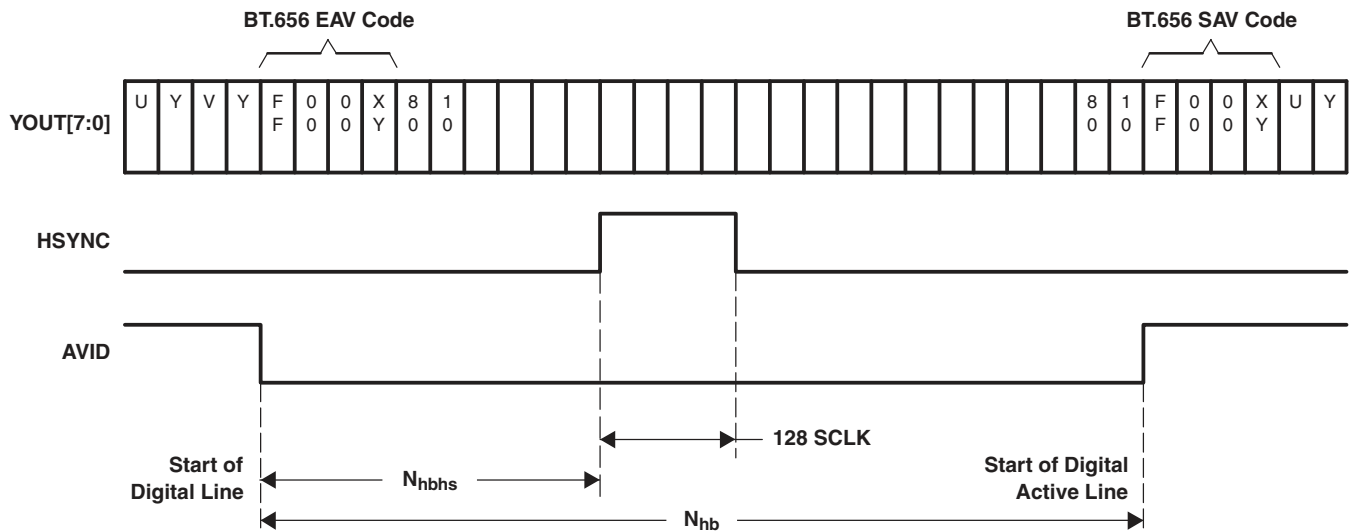 BT.656 EAV Code
BT.656 SAV Code
YOUT[7:0]
U Y V Y FF 00 00 XY 80 10 80 10 FF 00 00 XY U Y
HSYNC
AVID
128 SCLK
Start of
Digital Line
Nhbhs
Start of Digital
Active Line
Nhb